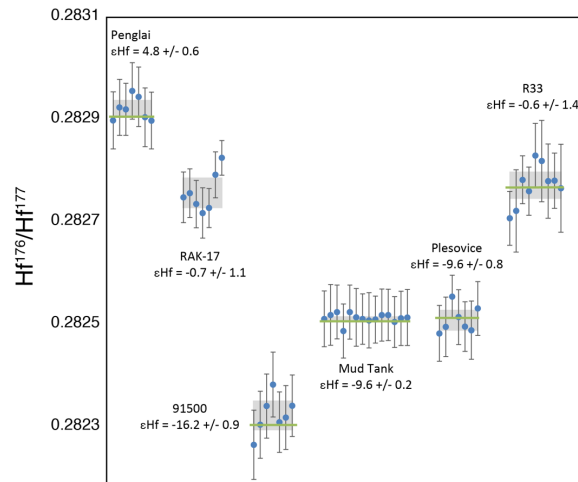 0.2831
Penglai
εHf = 4.8 +/- 0.6
R33
εHf = -0.6 +/- 1.4
0.2829
0.2827
Hf¹⁷⁶/Hf¹⁷⁷
RAK-17
εHf = -0.7 +/- 1.1
Plesovice
εHf = -9.6 +/- 0.8
0.2825
Mud Tank
εHf = -9.6 +/- 0.2
91500
εHf = -16.2 +/- 0.9
0.2823